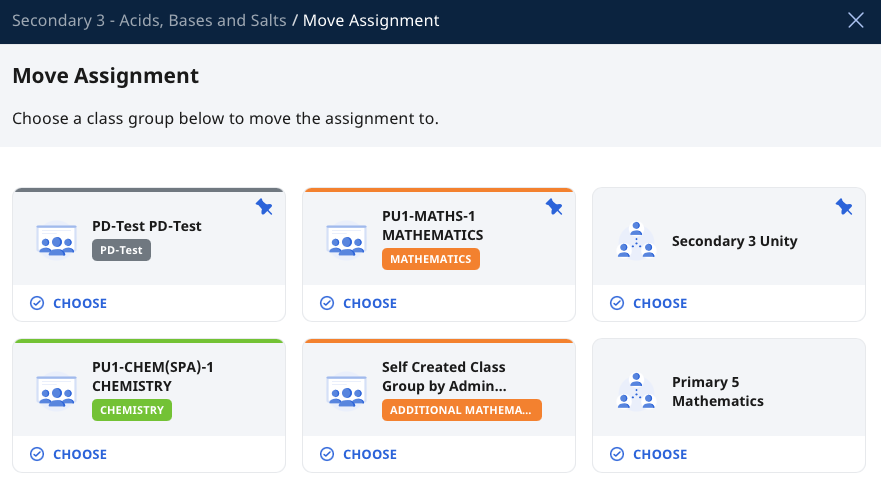 Secondary 3 - Acids, Bases and Salts / Move Assignment
Move Assignment
Choose a class group below to move the assignment to.
PD-Test PD-Test
PD-Test
CHOOSE
PU1-MATHS-1
MATHEMATICS
MATHEMATICS
CHOOSE
Secondary 3 Unity
CHOOSE
PU1-CHEM(SPA)-1
CHEMISTRY
CHEMISTRY
CHOOSE
Self Created Class
Group by Admin...
ADDITIONAL MATHEMA...
CHOOSE
Primary 5
Mathematics
CHOOSE